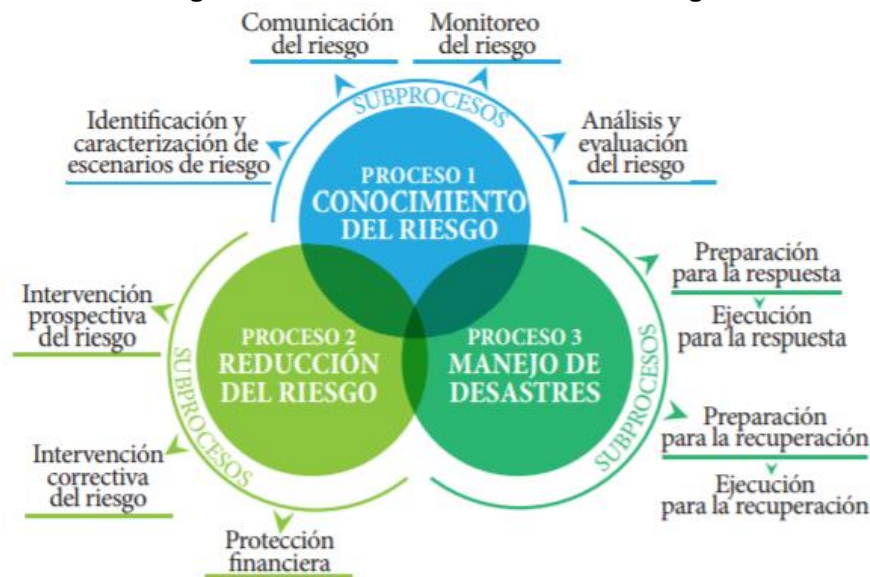 Comunicación
del riesgo
Monitoreo
del riesgo
SUBPROCESOS
Identificación y
caracterización de
escenarios de riesgo
Análisis y
evaluación
del riesgo
PROCESO 1
CONOCIMIENTO
DEL RIESGO
Intervención
prospectiva
del riesgo
PROCESO 2
REDUCCIÓN
DEL RIESGO
SUBPROCESOS
Intervención
correctiva
del riesgo
Protección
financiera
PROCESO 3
MANEJO DE
DESASTRES
SUBPROCESOS
Preparación
para la respuesta
Ejecución
para la respuesta
Preparación
para la recuperación
Ejecución
para la recuperación